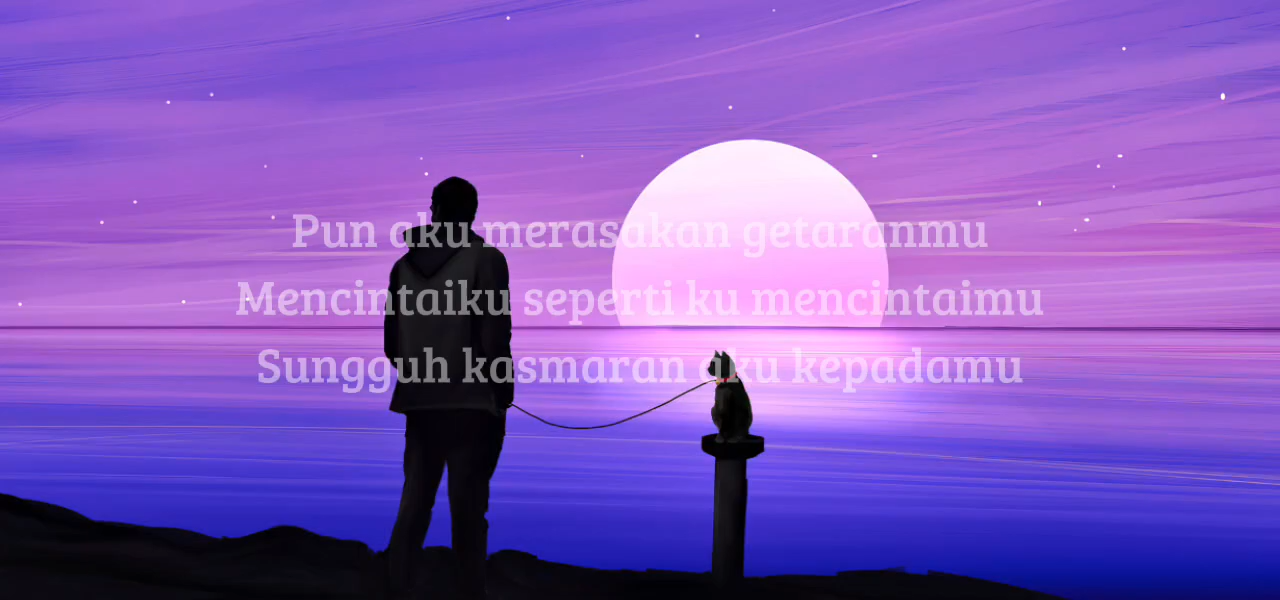 Pun aku merasakan getaranmu
Mencintaiku seperti ku mencintaimu
Sungguh kasmaran aku kepadamu